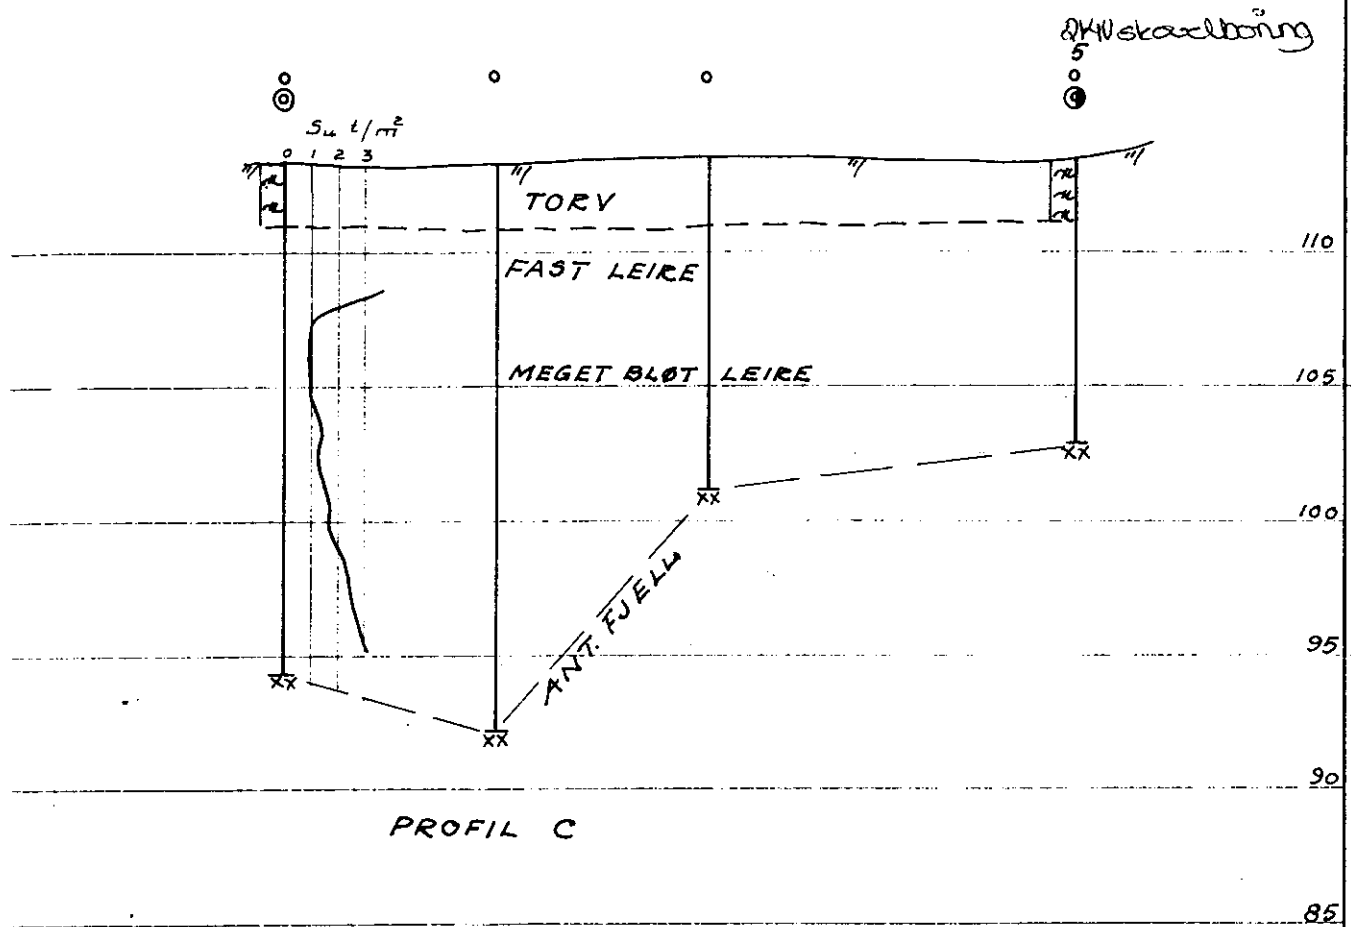 skovelboring
5
Su t/m²
0 1 2 3
TORV
110
FAST LEIRE
MEGET BLØT LEIRE
105
100
ANT. FJELL
95
90
PROFIL C
85